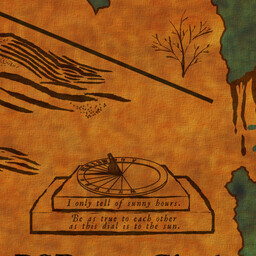 I only tell of sunny hours.
Be as true to each other
as this dial is to the sun.